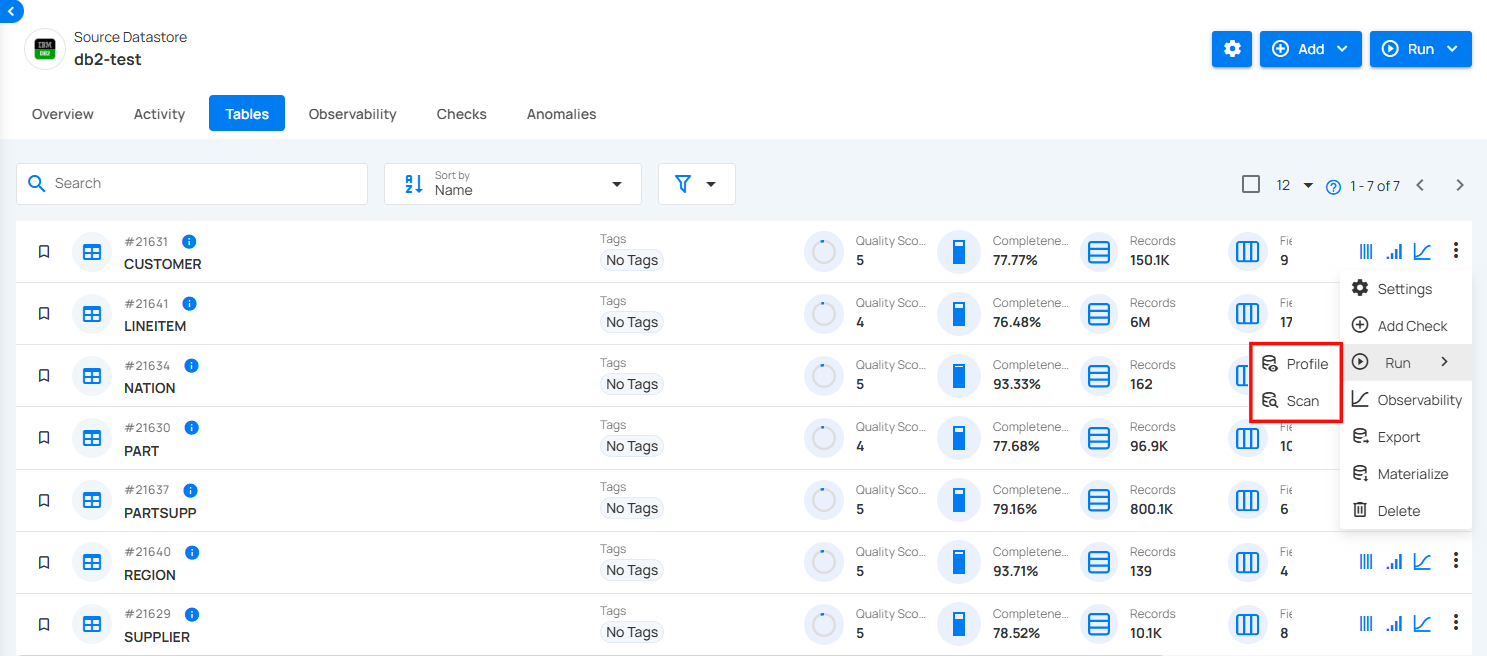 Source Datastore
IBM
DB2
db2-test
Add
Run
Overview
Activity
Tables
Observability
Checks
Anomalies
Search
Sort by
Name
12
1 - 7 of 7
#21631
CUSTOMER
Tags
No Tags
Quality Sco...
5
Completene...
77.77%
Records
150.1K
Fie
9
Settings
Add Check
Run
Observability
Export
Materialize
Delete
Profile
Scan
#21641
LINEITEM
Tags
No Tags
Quality Sco...
4
Completene...
76.48%
Records
6M
Fie
17
#21634
NATION
Tags
No Tags
Quality Sco...
5
Completene...
93.33%
Records
162
#21630
PART
Tags
No Tags
Quality Sco...
4
Completene...
77.68%
Records
96.9K
Fie
10
#21637
PARTSUPP
Tags
No Tags
Quality Sco...
5
Completene...
79.16%
Records
800.1K
Fie
6
#21640
REGION
Tags
No Tags
Quality Sco...
5
Completene...
93.71%
Records
139
Fie
4
#21629
SUPPLIER
Tags
No Tags
Quality Sco...
5
Completene...
78.52%
Records
10.1K
Fie
8